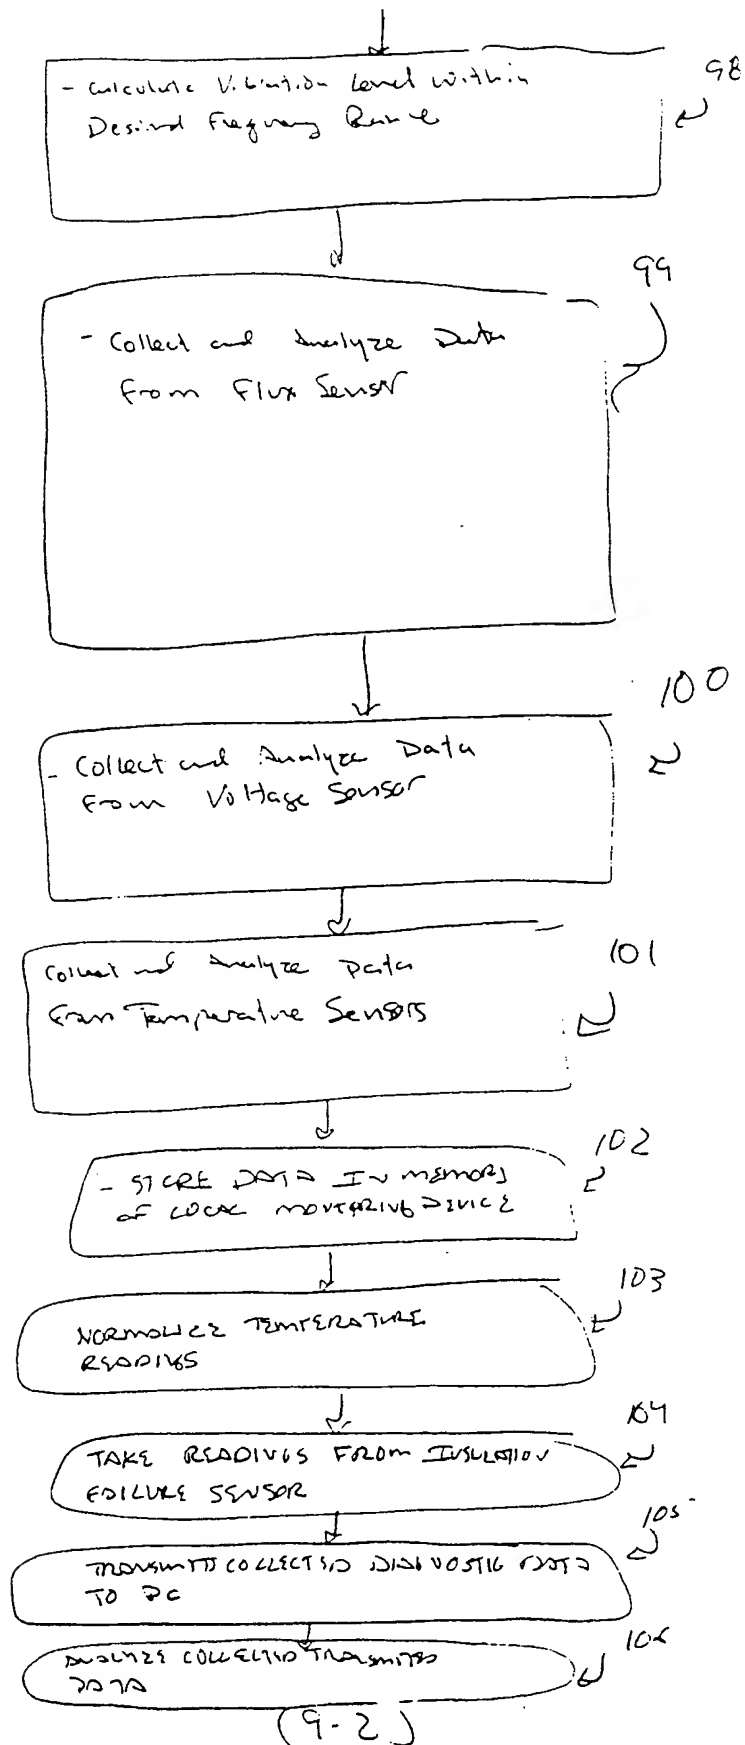 - Calculate Vibration Level within
Desired Frequency Range
98
99
- Collect and Analyze Data
From Flux Sensor
100
- Collect and Analyze Data
From Voltage Sensor
101
Collect and Analyze Data
From Temperature Sensors
102
- STORE DATA IN MEMORY
OF LOCAL MONITORING DEVICE
103
NORMALIZE TEMPERATURE
READINGS
104
TAKE READINGS FROM INSULATION
FAILURE SENSOR
105
TRANSMIT COLLECTED DIAGNOSTIC DATA
TO PC
106
ANALYZE COLLECTED TRANSMITTED
DATA
(9-2)